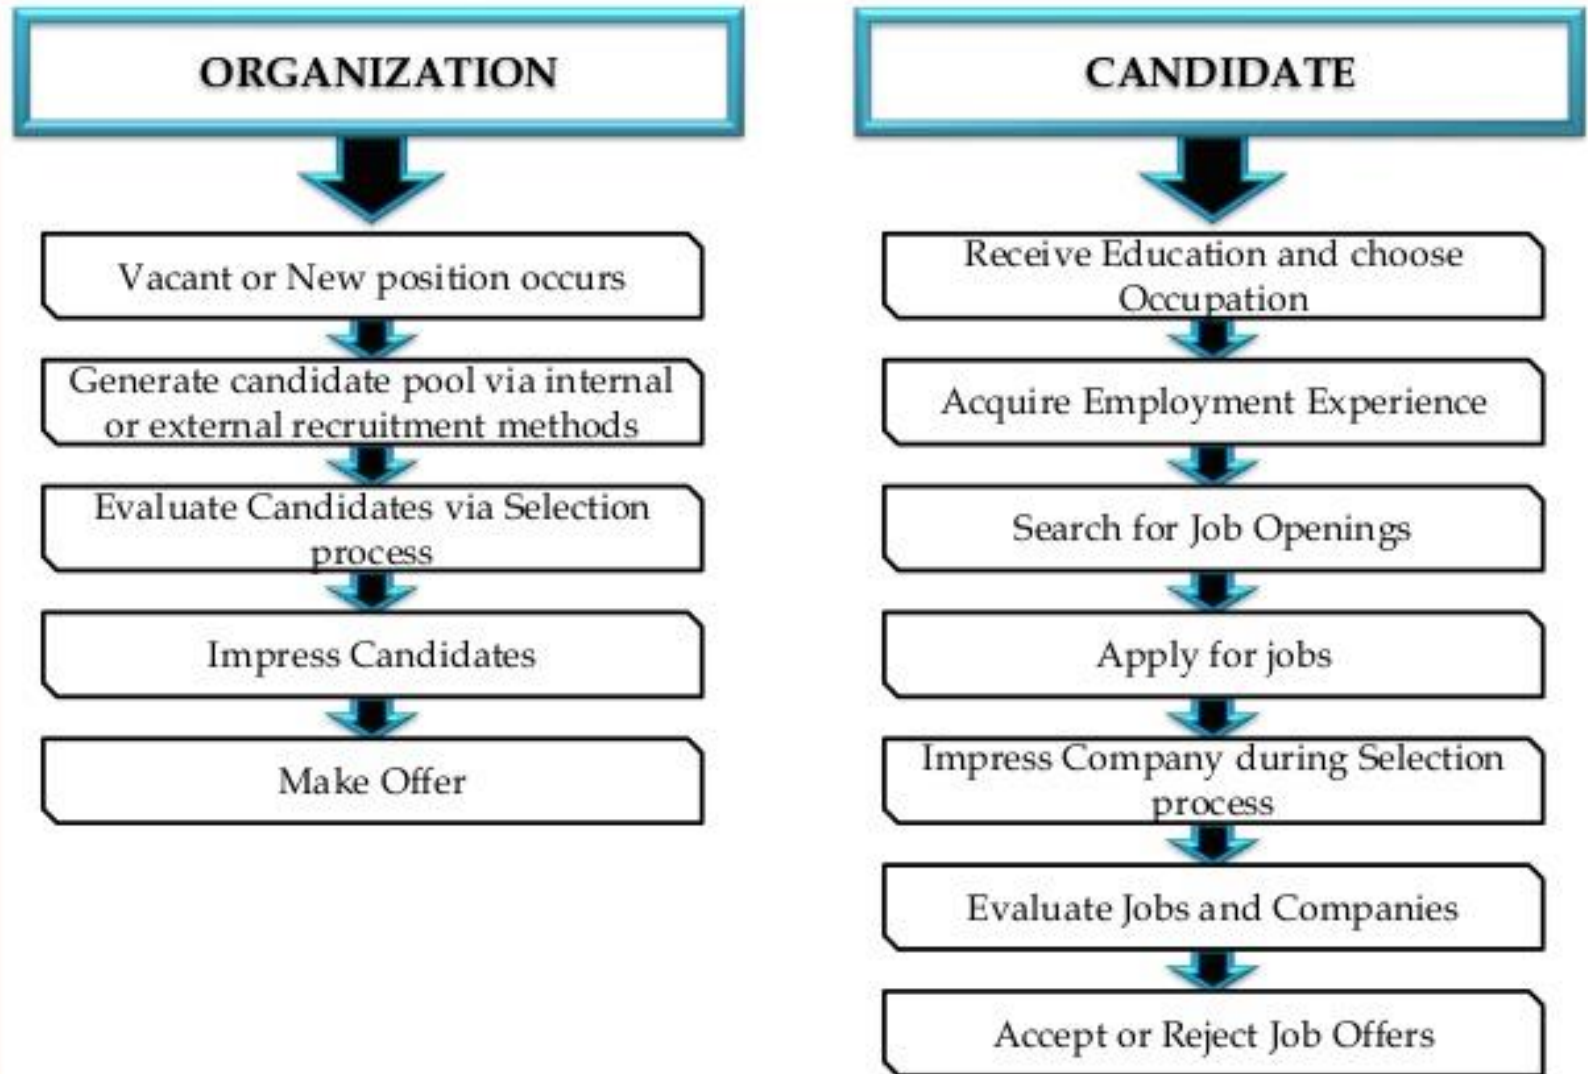 ORGANIZATION
Vacant or New position occurs
Generate candidate pool via internal
or external recruitment methods
Evaluate Candidates via Selection
process
Impress Candidates
Make Offer
CANDIDATE
Receive Education and choose
Occupation
Acquire Employment Experience
Search for Job Openings
Apply for jobs
Impress Company during Selection
process
Evaluate Jobs and Companies
Accept or Reject Job Offers